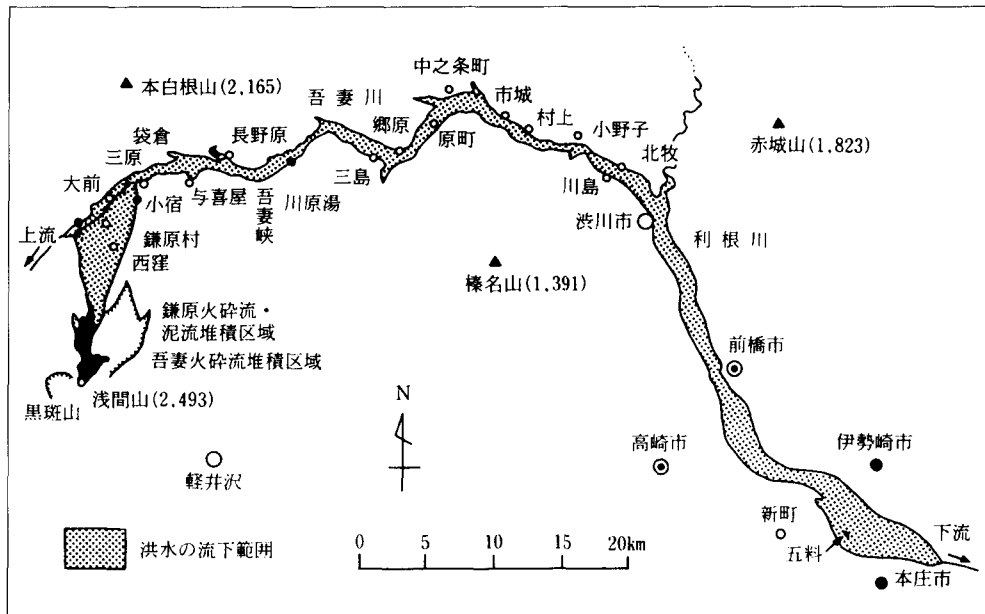 本白根山(2,165)
中之条町
吾妻川
市城
村上
小野子
北牧
赤城山(1,823)
袋倉
長野原
郷原
原町
三原
大前
三島
川島
川原湯
吾妻峡
与喜屋
小宿
渋川市
上流
鎌原村
西窪
利根川
榛名山(1,391)
鎌原火砕流・
泥流堆積区域
吾妻火砕流堆積区域
前橋市
黒斑山
浅間山(2,493)
N
高崎市
伊勢崎市
軽井沢
新町
下流
洪水の流下範囲
0 5 10 15 20km
五料
本庄市